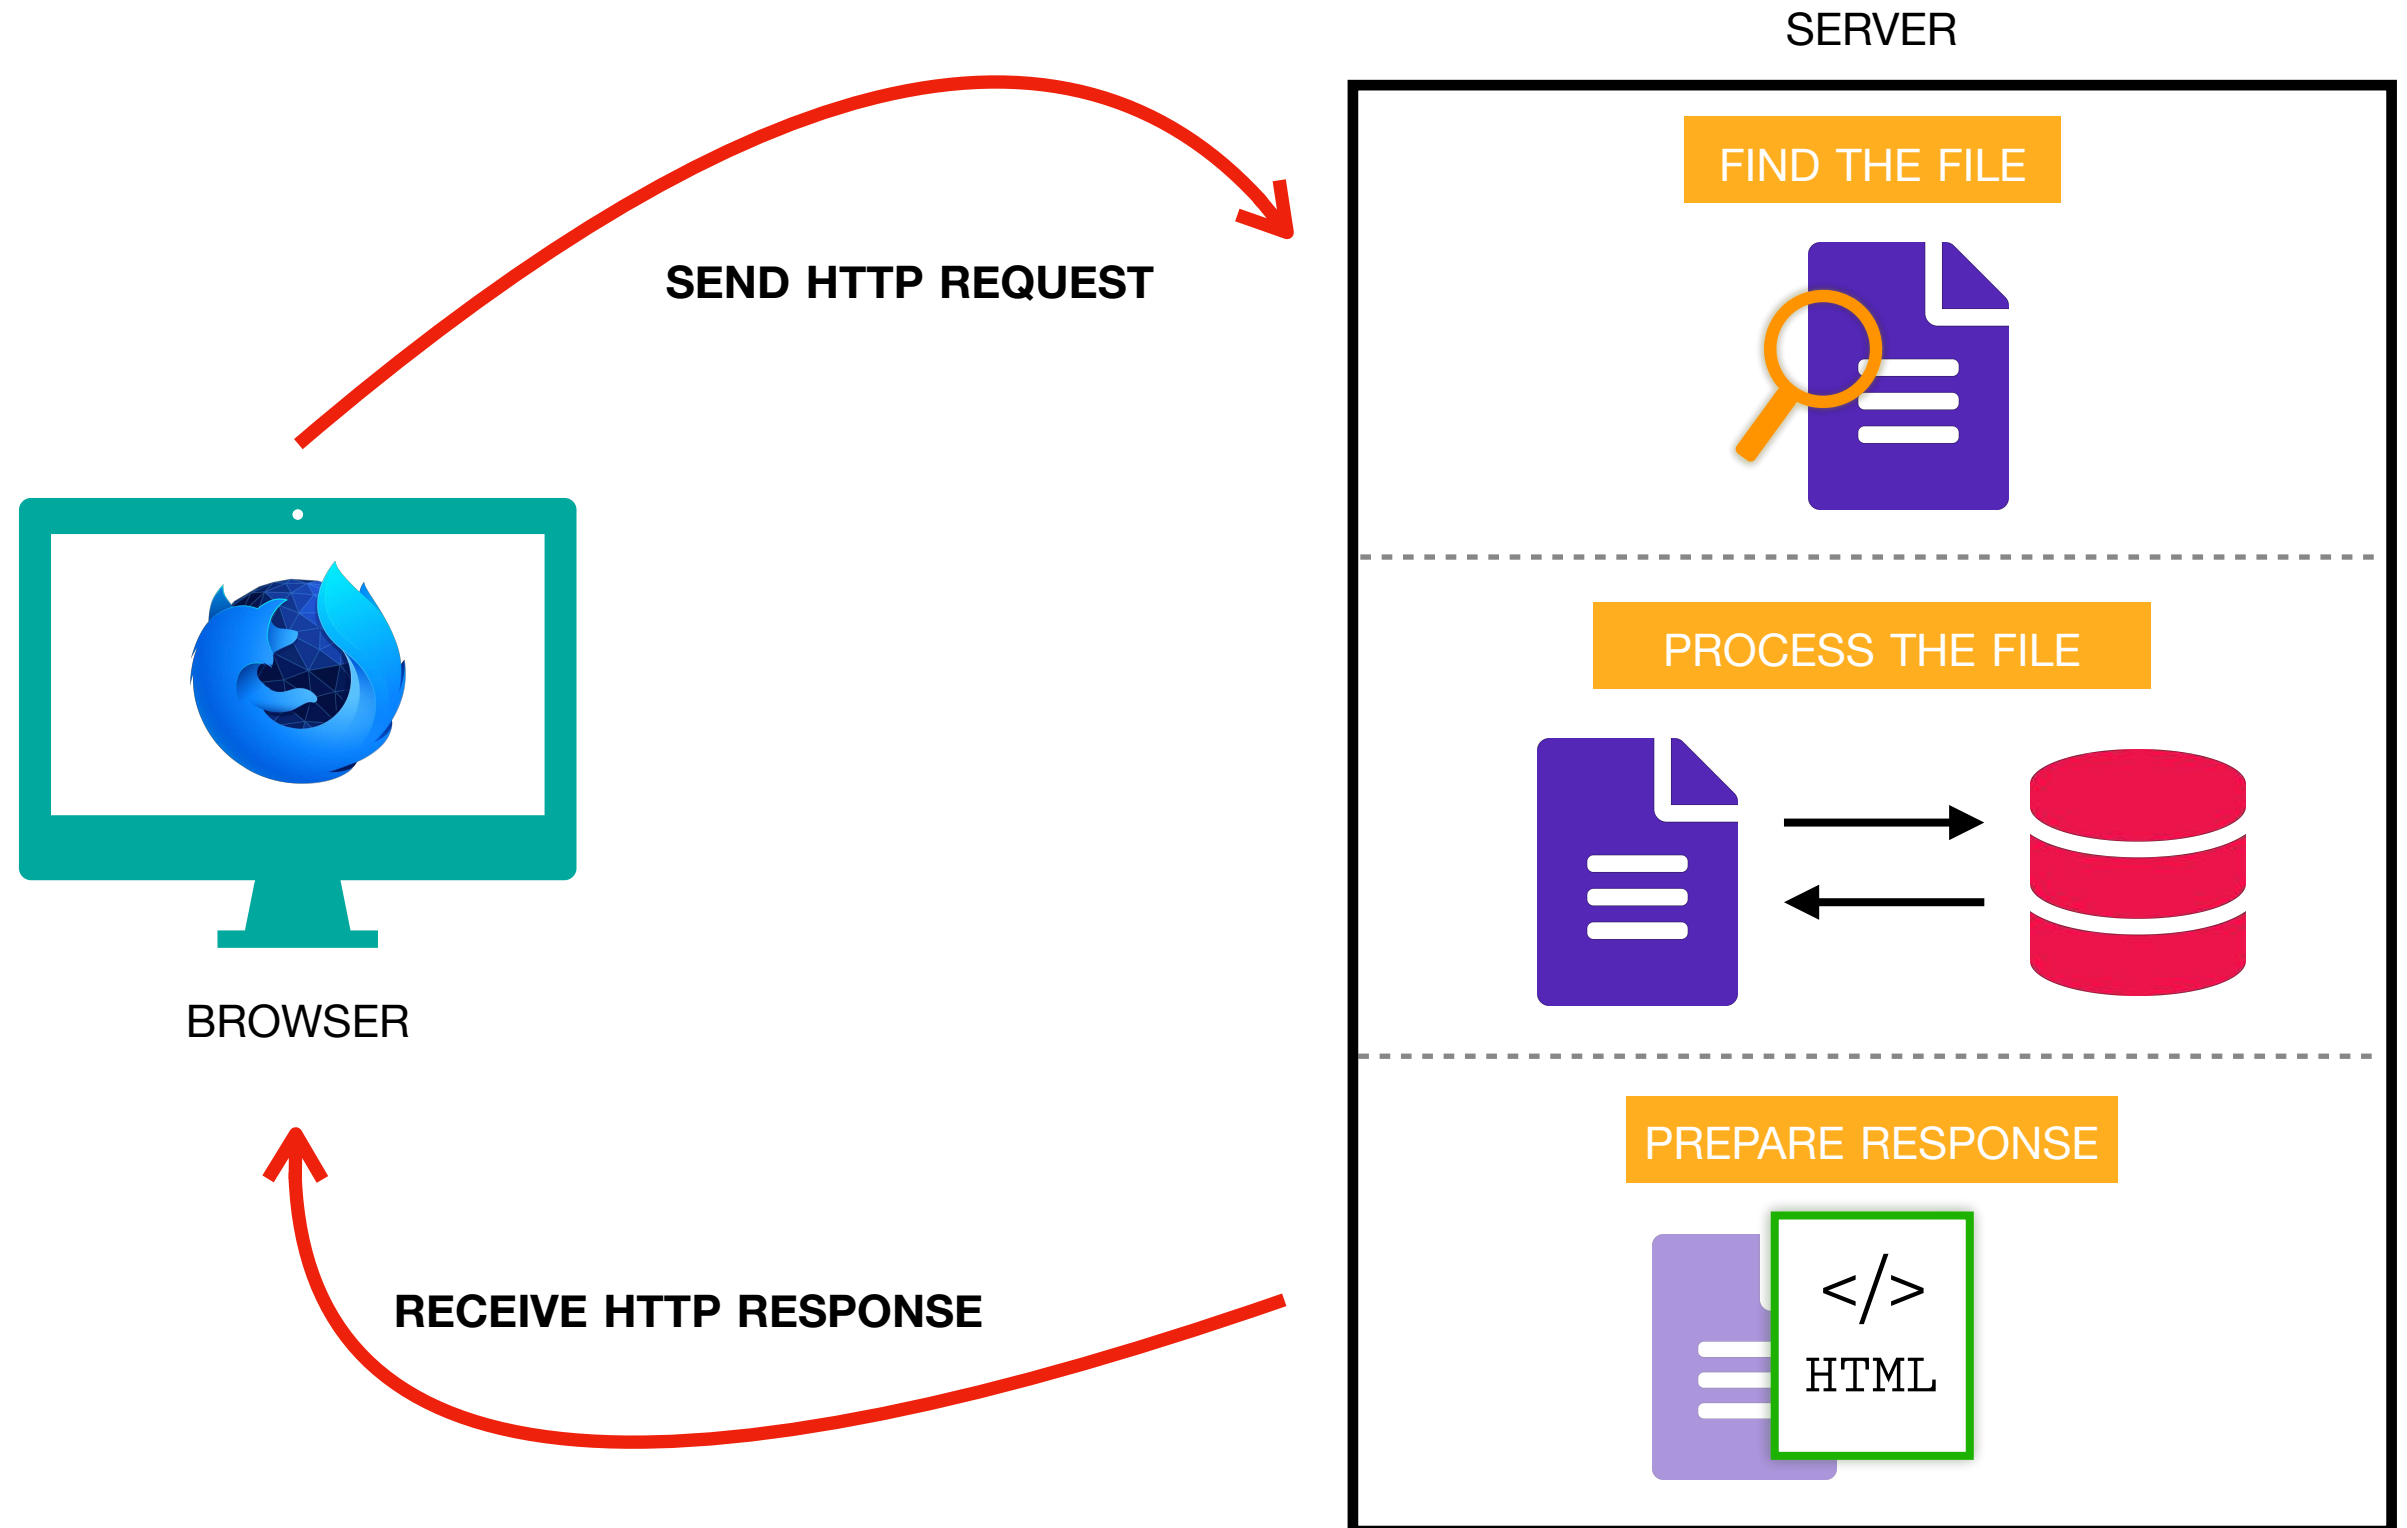 SERVER
FIND THE FILE
SEND HTTP REQUEST
PROCESS THE FILE
BROWSER
PREPARE RESPONSE
</>
HTML
RECEIVE HTTP RESPONSE